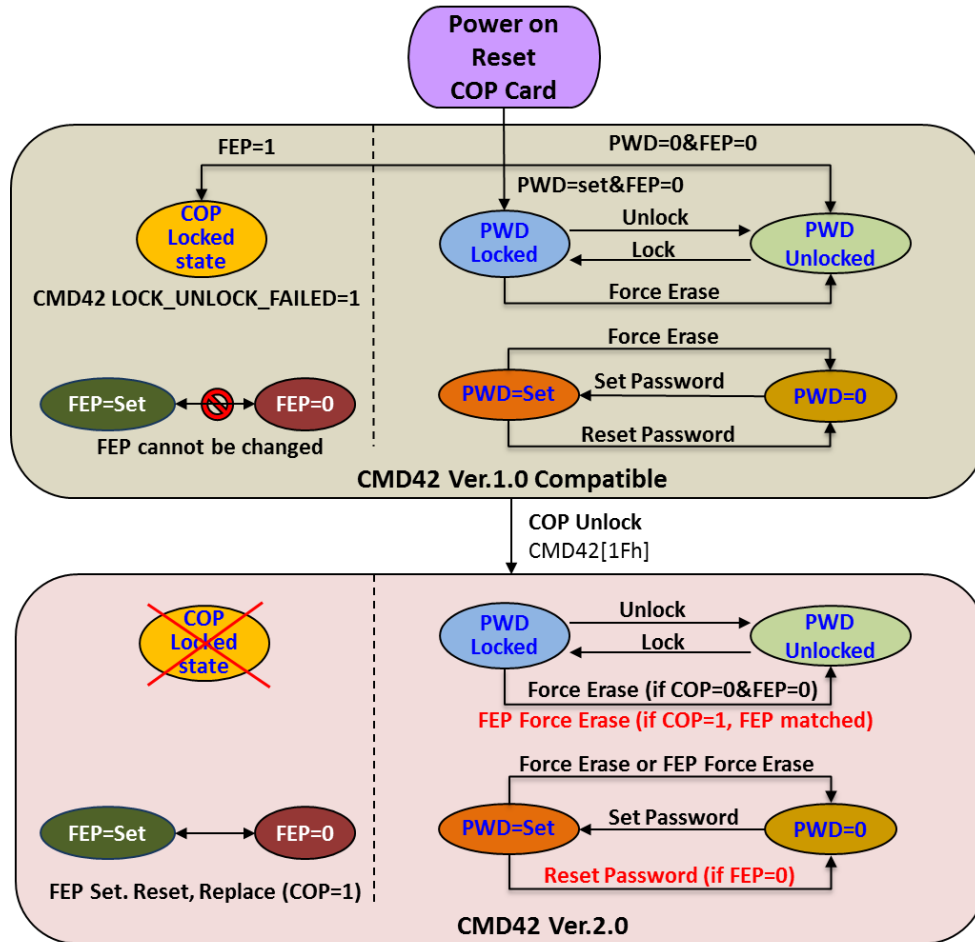 Power on
Reset
COP Card
FEP=1
PWD=0&FEP=0
PWD=set&FEP=0
COP
Locked
state
PWD
Locked
Unlock
Lock
PWD
Unlocked
Force Erase
CMD42 LOCK_UNLOCK_FAILED=1
Force Erase
PWD=Set
Set Password
PWD=0
Reset Password
FEP=Set
FEP=0
FEP cannot be changed
CMD42 Ver.1.0 Compatible
COP Unlock
CMD42[1Fh]
COP
Locked
state
PWD
Locked
Unlock
Lock
PWD
Unlocked
Force Erase (if COP=0&FEP=0)
FEP Force Erase (if COP=1, FEP matched)
Force Erase or FEP Force Erase
PWD=Set
Set Password
PWD=0
Reset Password (if FEP=0)
FEP=Set
FEP=0
FEP Set. Reset, Replace (COP=1)
CMD42 Ver.2.0